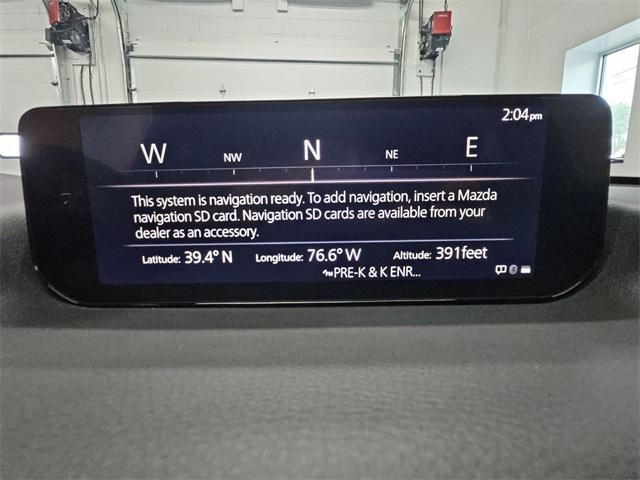 2:04pm
W NW N NE E
This system is navigation ready. To add navigation, insert a Mazda
navigation SD card. Navigation SD cards are available from your
dealer as an accessory.
Latitude: 39.4° N Longitude: 76.6° W Altitude: 391feet
PRE-K & K ENR...